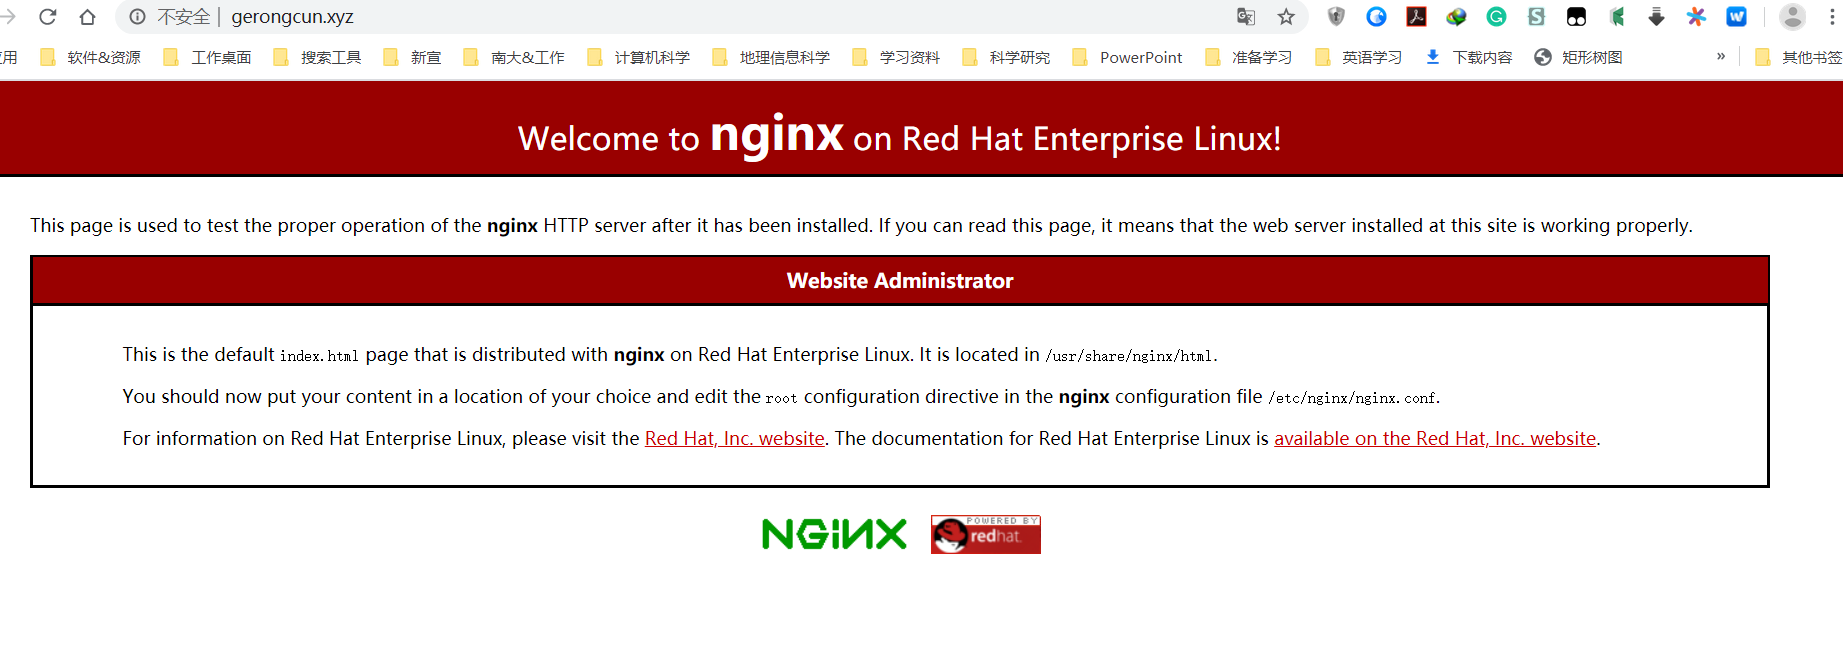 不安全 | gerongcun.xyz
用 软件&资源 工作桌面 搜索工具 新宣 南大&工作 计算机科学 地理信息科学 学习资料 科学研究 PowerPoint 准备学习 英语学习 下载内容 矩形树图 » 其他书签
Welcome to nginx on Red Hat Enterprise Linux!
This page is used to test the proper operation of the nginx HTTP server after it has been installed. If you can read this page, it means that the web server installed at this site is working properly.
Website Administrator
This is the default index.html page that is distributed with nginx on Red Hat Enterprise Linux. It is located in /usr/share/nginx/html.
You should now put your content in a location of your choice and edit the root configuration directive in the nginx configuration file /etc/nginx/nginx.conf.
For information on Red Hat Enterprise Linux, please visit the Red Hat, Inc. website. The documentation for Red Hat Enterprise Linux is available on the Red Hat, Inc. website.
NGINX
POWERED BY
redhat